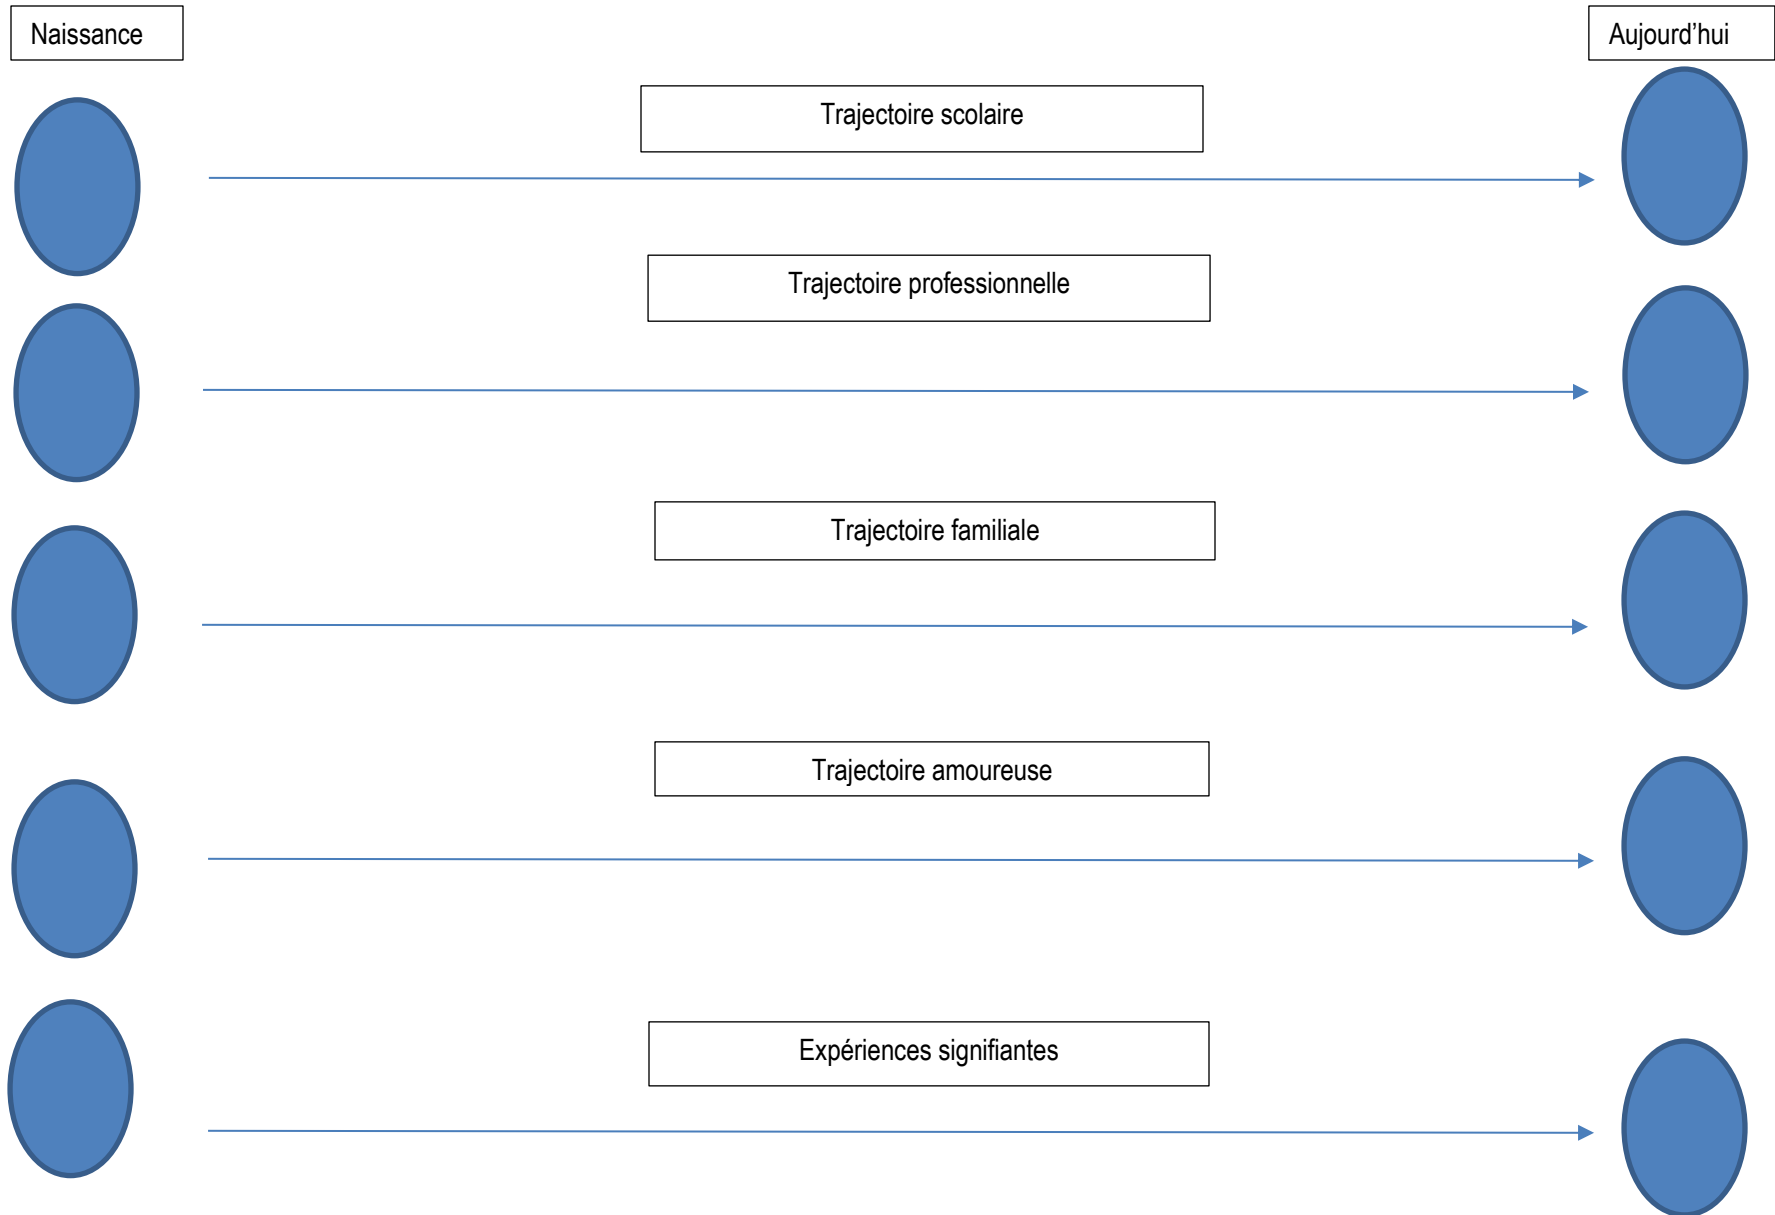 Naissance
Aujourd'hui
Trajectoire scolaire
Trajectoire professionnelle
Trajectoire familiale
Trajectoire amoureuse
Expériences signifiantes